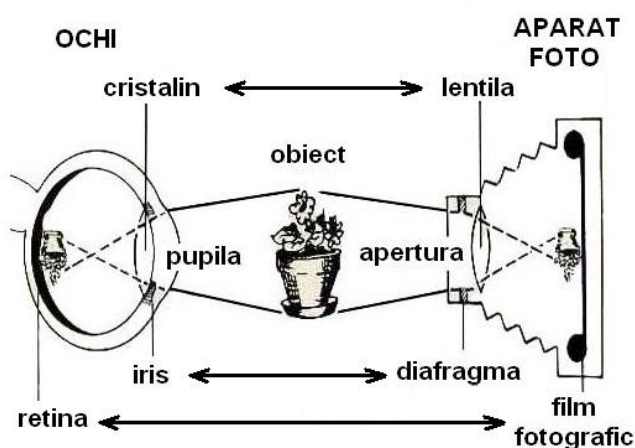 OCHI
APARAT
FOTO
cristalin
lentila
obiect
pupila
apertura
iris
diafragma
retina
film
fotografic